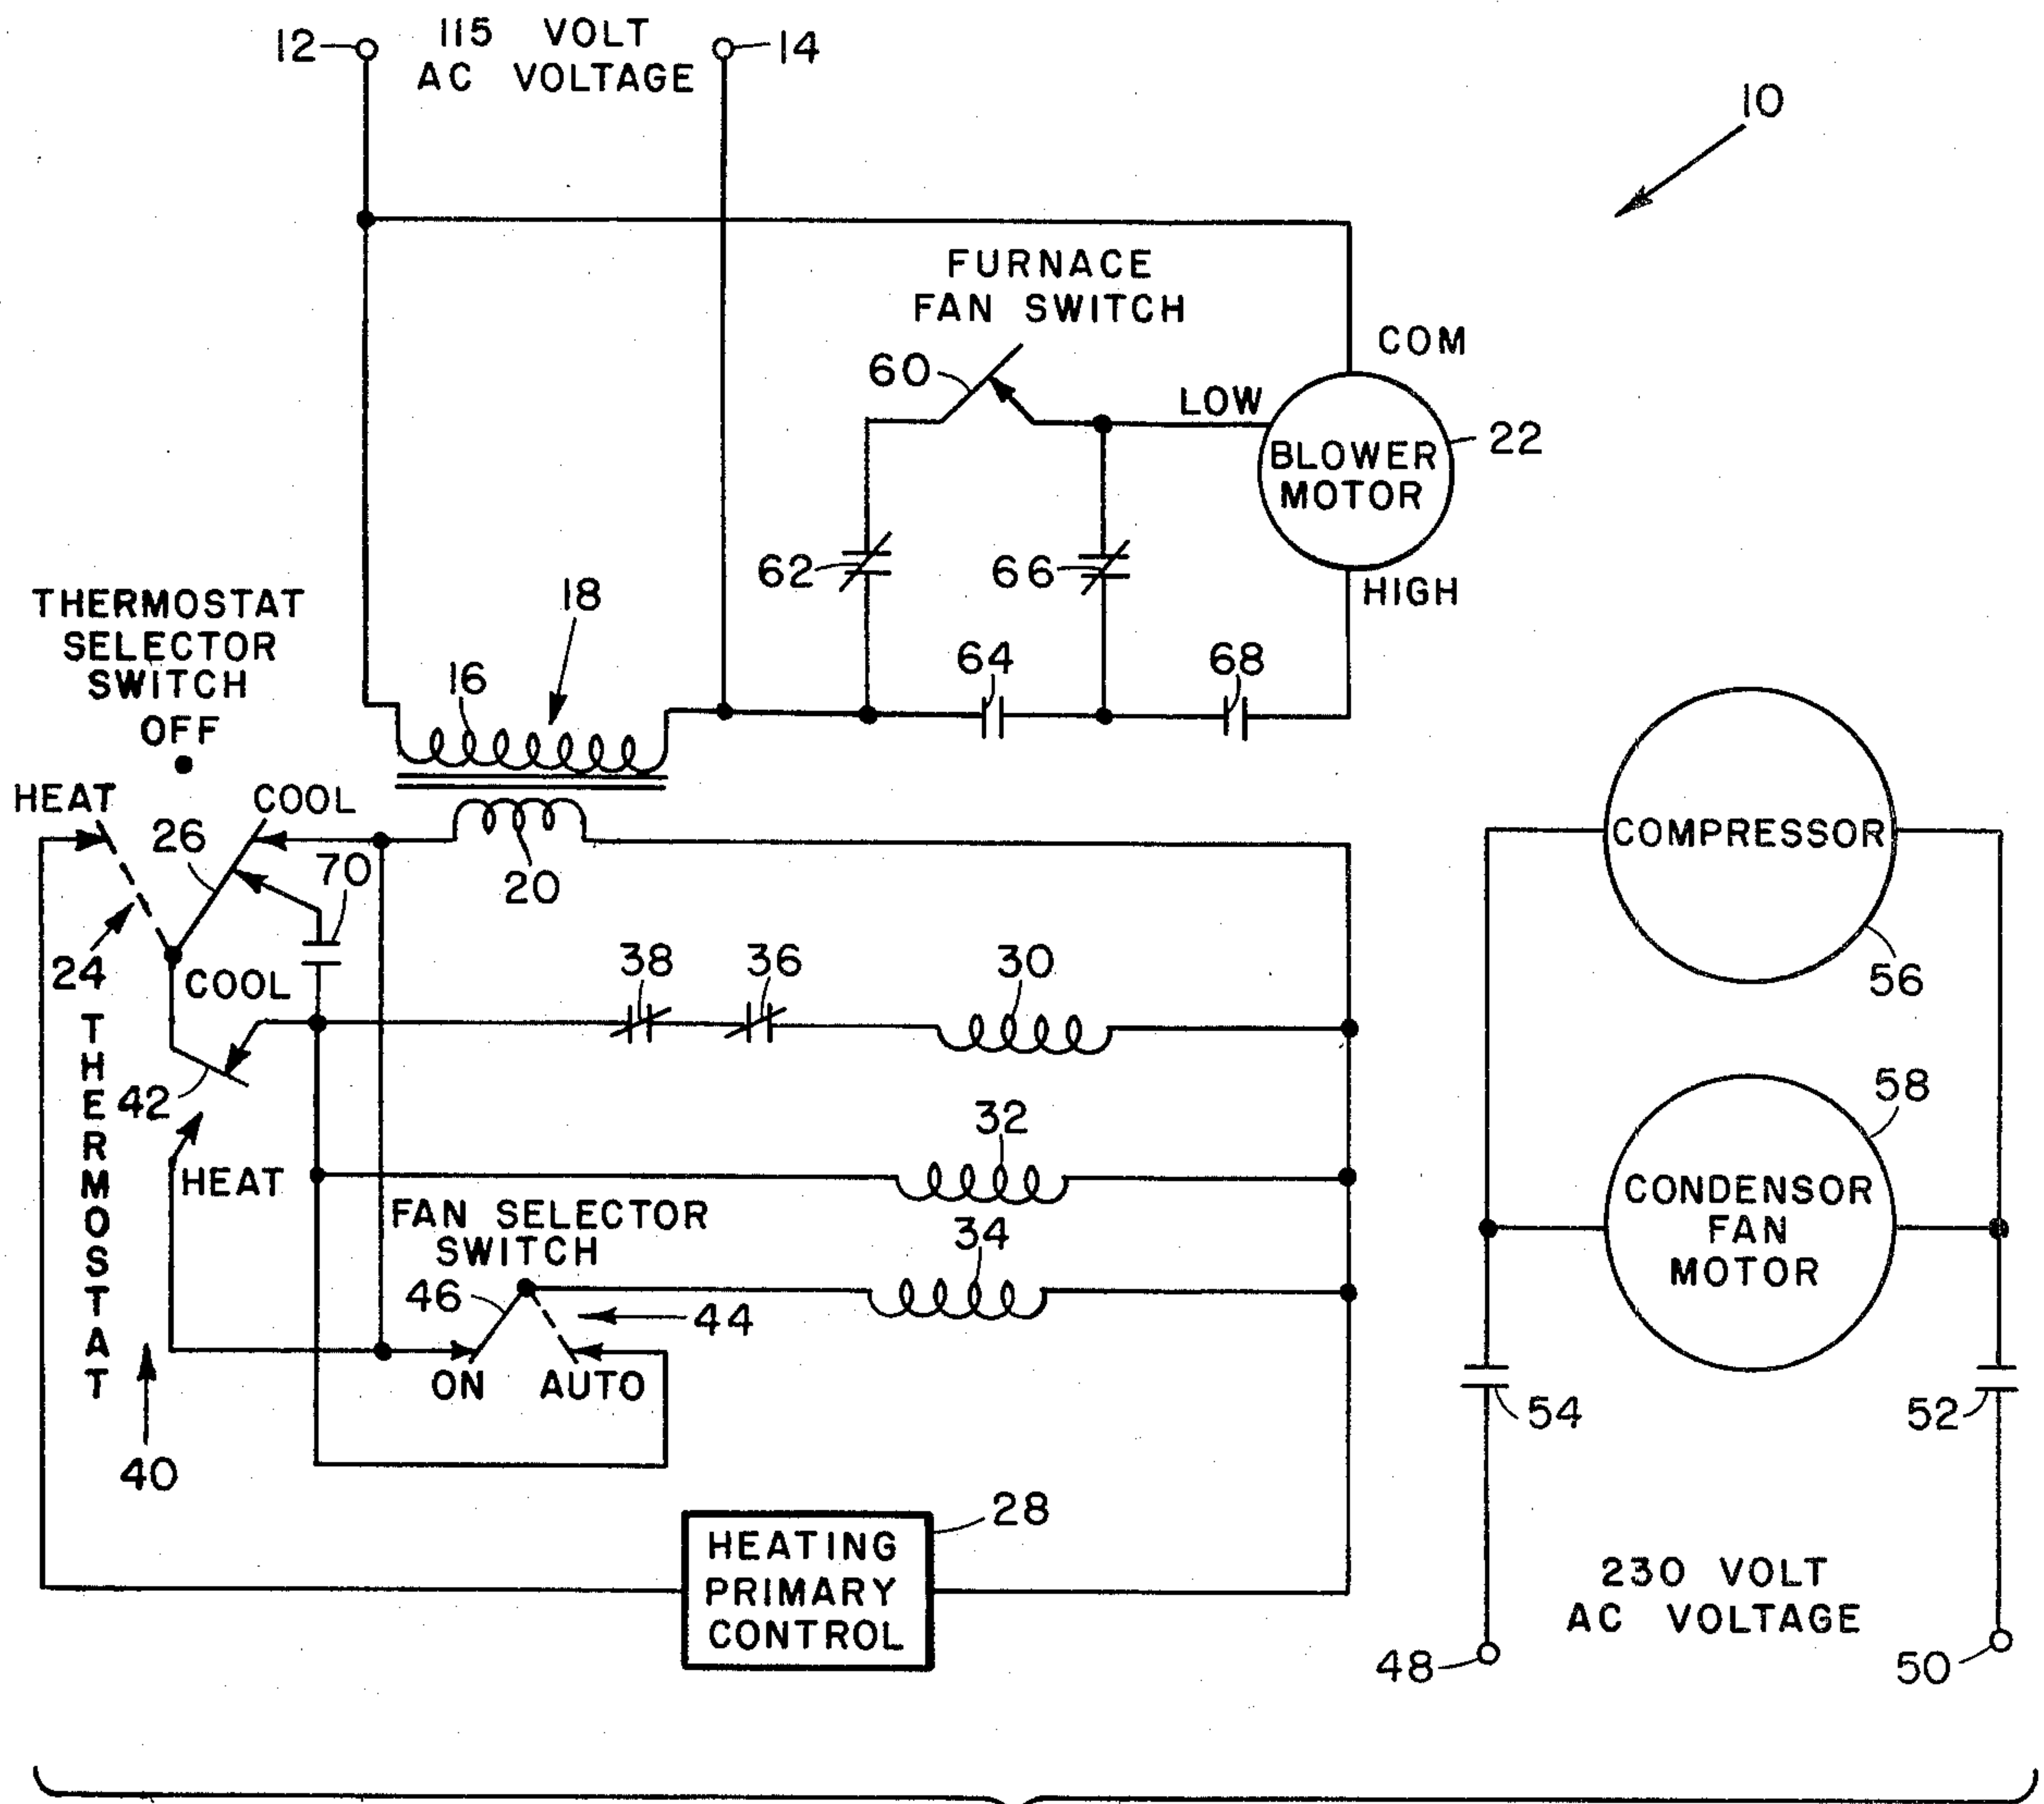 12 115 VOLT 14
AC VOLTAGE
10
FURNACE
FAN SWITCH
COM
60
LOW
22
BLOWER
MOTOR
62
66
HIGH
THERMOSTAT
SELECTOR
SWITCH
OFF
18
16
64
68
HEAT
COOL
26
70
20
COMPRESSOR
56
24
COOL
38
36
30
THERMOSTAT
42
32
58
HEAT
FAN SELECTOR
SWITCH
34
CONDENSOR
FAN
MOTOR
46
44
ON AUTO
54
52
40
28
HEATING
PRIMARY
CONTROL
230 VOLT
AC VOLTAGE
48
50